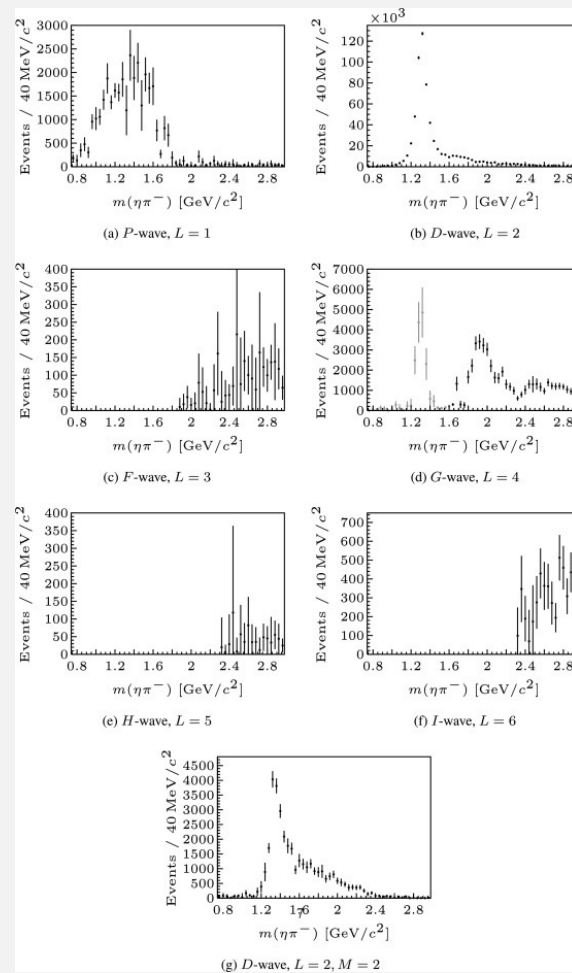 Events / 40 MeV/c²
3000
2500
2000
1500
1000
500
0
0.8 1.2 1.6 2 2.4 2.8
m(ηπ⁻) [GeV/c²]
(a) P-wave, L = 1
×10³
Events / 40 MeV/c²
120
100
80
60
40
20
0
0.8 1.2 1.6 2 2.4 2.8
m(ηπ⁻) [GeV/c²]
(b) D-wave, L = 2
Events / 40 MeV/c²
400
350
300
250
200
150
100
50
0
0.8 1.2 1.6 2 2.4 2.8
m(ηπ⁻) [GeV/c²]
(c) F-wave, L = 3
Events / 40 MeV/c²
7000
6000
5000
4000
3000
2000
1000
0
0.8 1.2 1.6 2 2.4 2.8
m(ηπ⁻) [GeV/c²]
(d) G-wave, L = 4
Events / 40 MeV/c²
400
350
300
250
200
150
100
50
0
0.8 1.2 1.6 2 2.4 2.8
m(ηπ⁻) [GeV/c²]
(e) H-wave, L = 5
Events / 40 MeV/c²
700
600
500
400
300
200
100
0
0.8 1.2 1.6 2 2.4 2.8
m(ηπ⁻) [GeV/c²]
(f) I-wave, L = 6
Events / 40 MeV/c²
4500
4000
3500
3000
2500
2000
1500
1000
500
0
0.8 1.2 1.6 2 2.4 2.8
7
m(ηπ⁻) [GeV/c²]
(g) D-wave, L = 2, M = 2